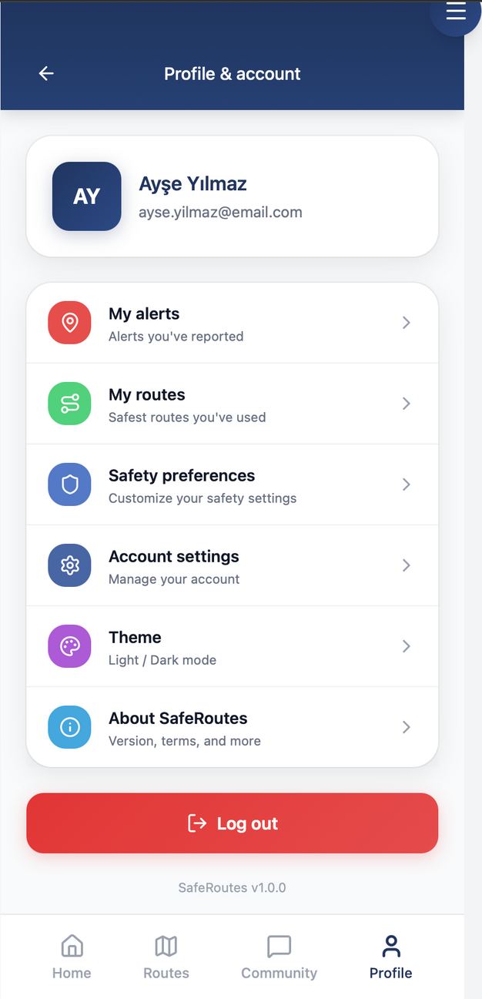 Profile & account
AY
Ayşe Yılmaz
ayse.yilmaz@email.com
My alerts
Alerts you've reported
My routes
Safest routes you've used
Safety preferences
Customize your safety settings
Account settings
Manage your account
Theme
Light / Dark mode
About SafeRoutes
Version, terms, and more
Log out
SafeRoutes v1.0.0
Home
Routes
Community
Profile